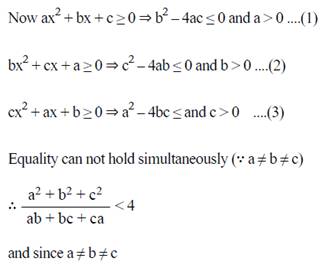 Now ax² + bx + c ≥ 0 ⇒ b² – 4ac ≤ 0 and a > 0 ....(1)
bx² + cx + a ≥ 0 ⇒ c² – 4ab ≤ 0 and b > 0 ....(2)
cx² + ax + b ≥ 0 ⇒ a² – 4bc ≤ and c > 0 ....(3)
Equality can not hold simultaneously (∵ a ≠ b ≠ c)
∴ (a² + b² + c²)/(ab + bc + ca) < 4
and since a ≠ b ≠ c